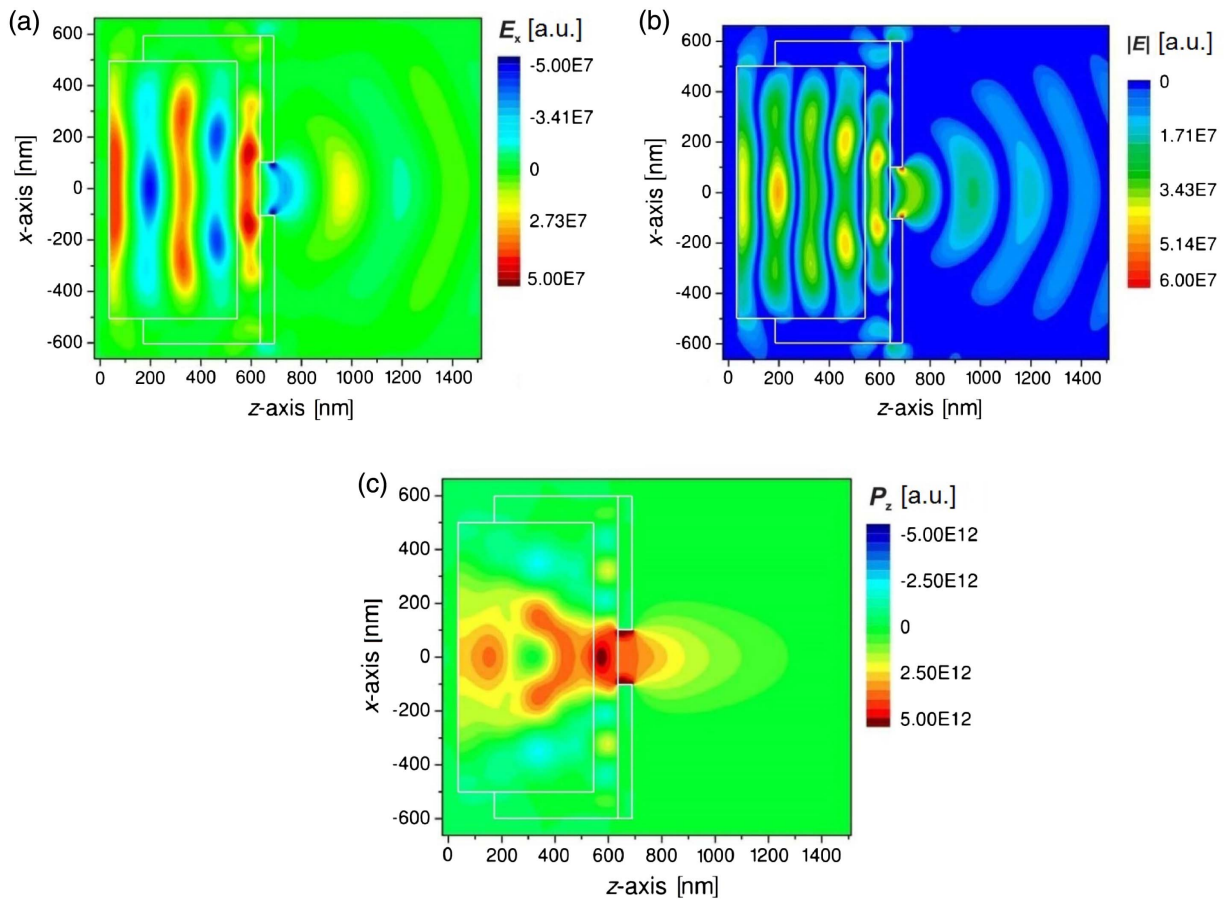 (a)
E_x [a.u.]
-5.00E7
-3.41E7
0
2.73E7
5.00E7
600
400
200
0
-200
-400
-600
x-axis [nm]
0 200 400 600 800 1000 1200 1400
z-axis [nm]
(b)
|E| [a.u.]
0
1.71E7
3.43E7
5.14E7
6.00E7
600
400
200
0
-200
-400
-600
x-axis [nm]
0 200 400 600 800 1000 1200 1400
z-axis [nm]
(c)
P_z [a.u.]
-5.00E12
-2.50E12
0
2.50E12
5.00E12
600
400
200
0
-200
-400
-600
x-axis [nm]
0 200 400 600 800 1000 1200 1400
z-axis [nm]